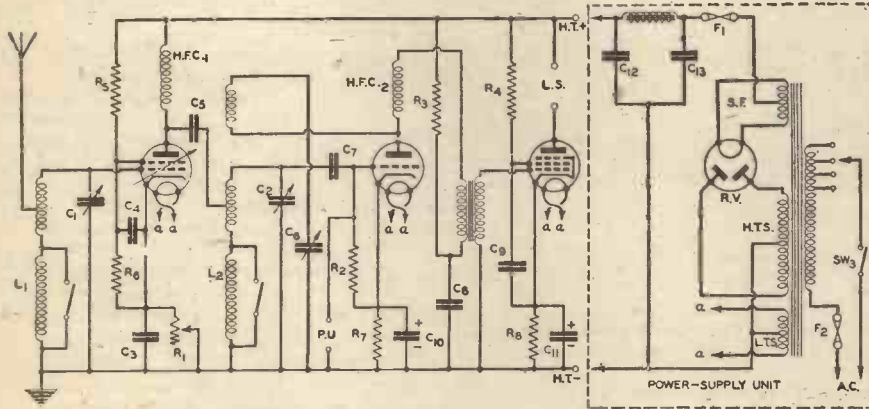 H.T.+
F1
H.F.C.1
C12
C13
R5
H.F.C.2
R3
R4
L.S.
S.F.
C5
C7
R.V.
C1
C4
a a
C2
a a
a a
H.T.S.
C6
C9
SW3
L1
R6
L2
R2
C8
a
F2
C3
R1
P.U
R7
C10
R8
C11
L.T.S.
a
H.T.-
POWER-SUPPLY UNIT
A.C.